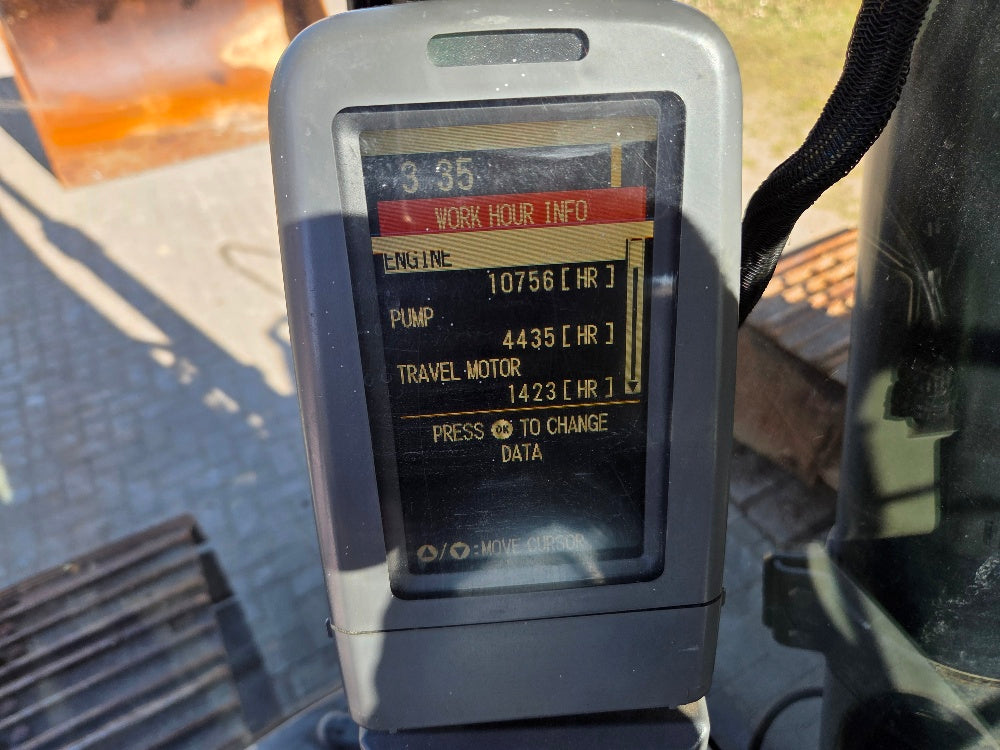 3 35
WORK HOUR INFO
ENGINE
10756[HR]
PUMP
4435[HR]
TRAVEL MOTOR
1423[HR]
PRESS OK TO CHANGE
DATA
▲/▼:MOVE CURSOR